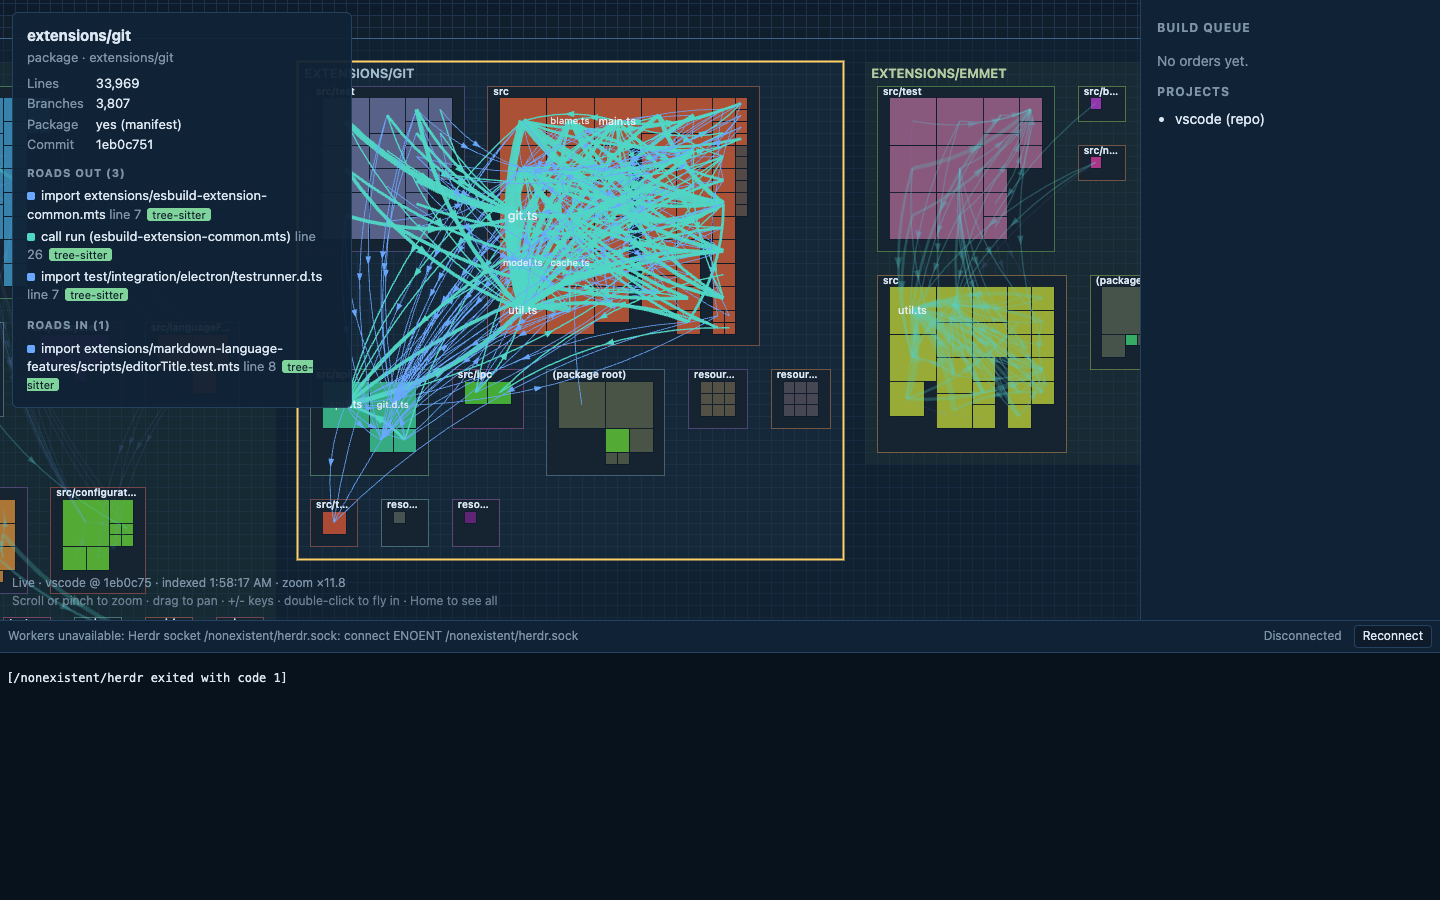 extensions/git
package · extensions/git
Lines 33,969
Branches 3,807
Package yes (manifest)
Commit 1eb0c751
ROADS OUT (3)
import extensions/esbuild-extension-
common.mts line 7 tree-sitter
call run (esbuild-extension-common.mts) line
26 tree-sitter
import test/integration/electron/testrunner.d.ts
line 7 tree-sitter
ROADS IN (1)
import extensions/markdown-language-
features/scripts/editorTitle.test.mts line 8 tree-
sitter
EXTENSIONS/GIT
src/test
src
blame.ts
main.ts
git.ts
model.ts
cache.ts
util.ts
git.d.ts
src/ipc
(package root)
resour...
resour...
src/t...
reso...
reso...
EXTENSIONS/EMMET
src/test
src/b...
src/n...
src
util.ts
(package
src/configurat...
Live · vscode @ 1eb0c75 · indexed 1:58:17 AM · zoom ×11.8
Scroll or pinch to zoom · drag to pan · +/- keys · double-click to fly in · Home to see all
BUILD QUEUE
No orders yet.
PROJECTS
• vscode (repo)
Workers unavailable: Herdr socket /nonexistent/herdr.sock: connect ENOENT /nonexistent/herdr.sock
Disconnected
Reconnect
[/nonexistent/herdr exited with code 1]